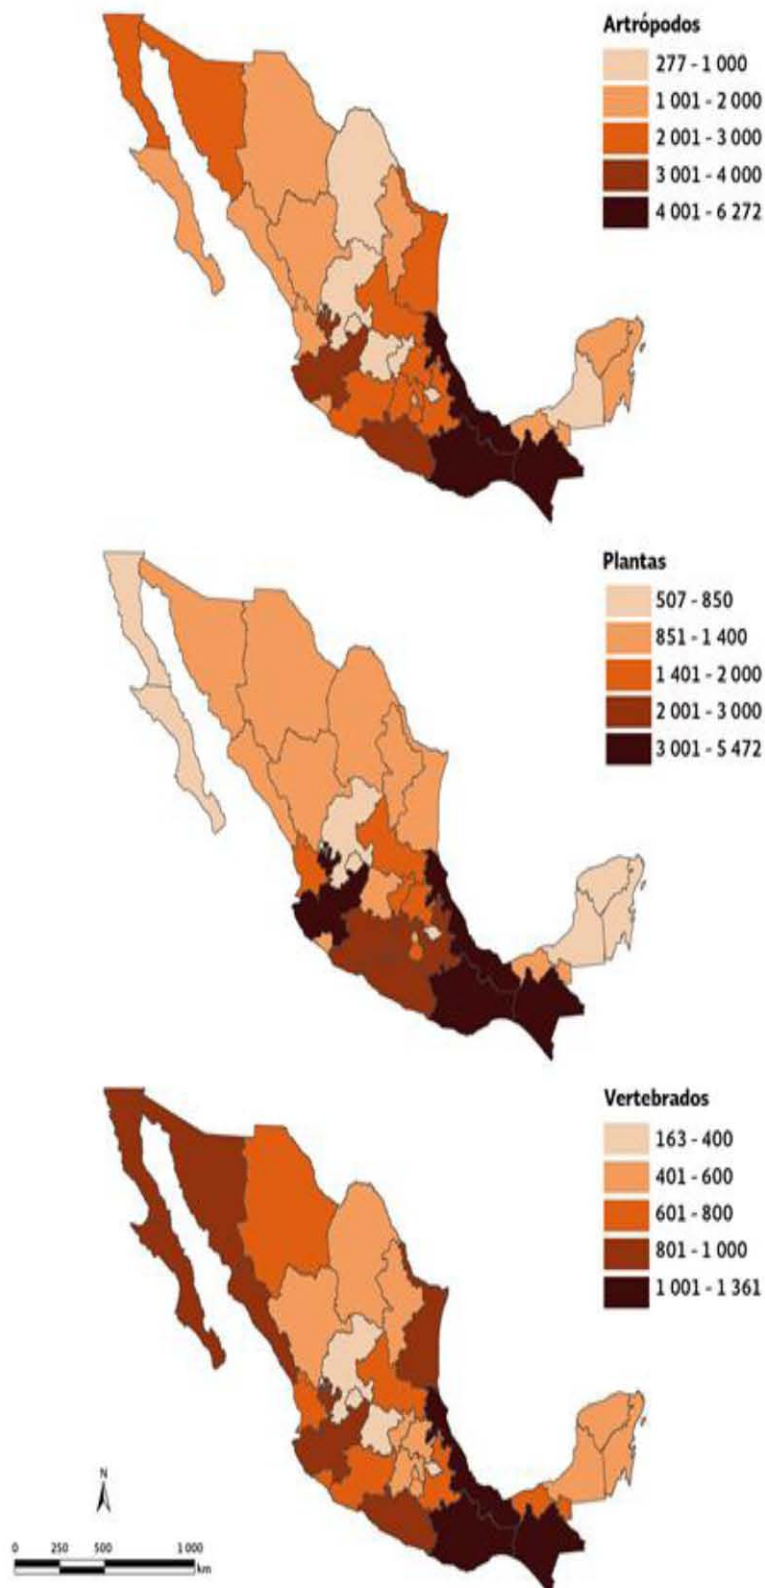 Artrópodos
277 - 1 000
1 001 - 2 000
2 001 - 3 000
3 001 - 4 000
4 001 - 6 272
Plantas
507 - 850
851 - 1 400
1 401 - 2 000
2 001 - 3 000
3 001 - 5 472
Vertebrados
163 - 400
401 - 600
601 - 800
801 - 1 000
1 001 - 1 361
N
0 250 500 1 000
km